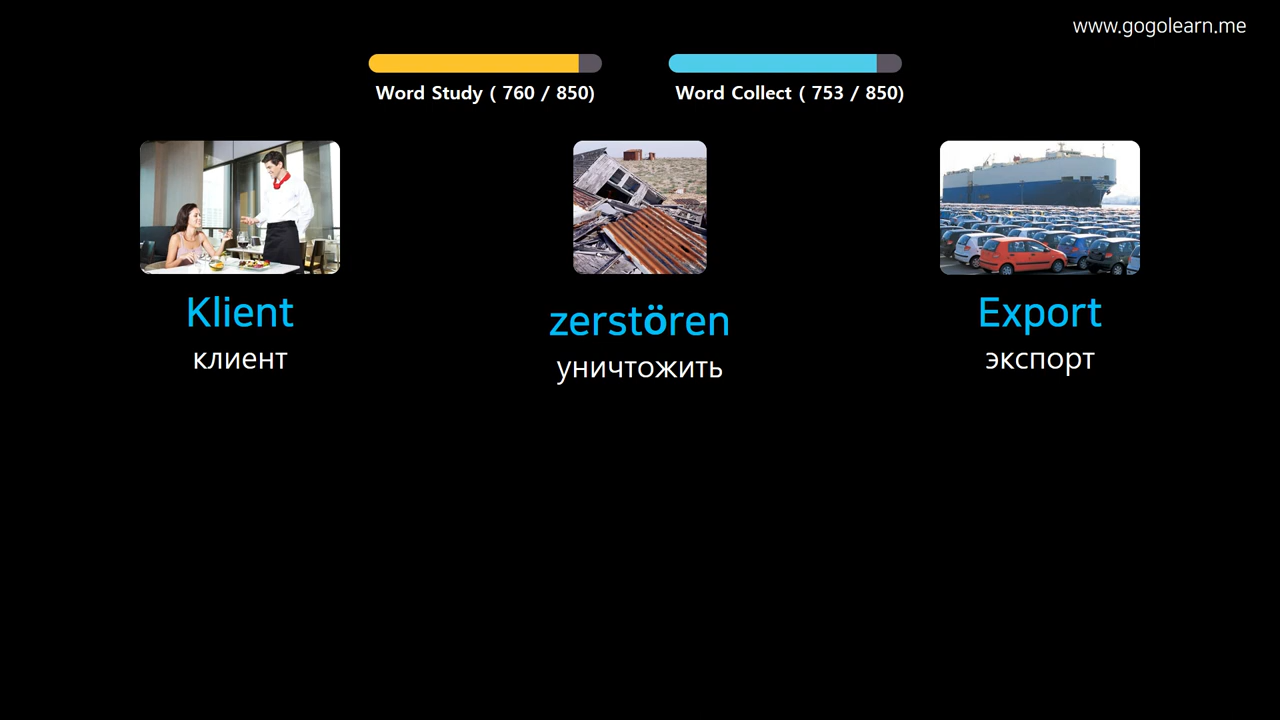 www.gogolearn.me
Word Study ( 760 / 850)
Word Collect ( 753 / 850)
Klient
клиент
zerstören
уничтожить
Export
экспорт